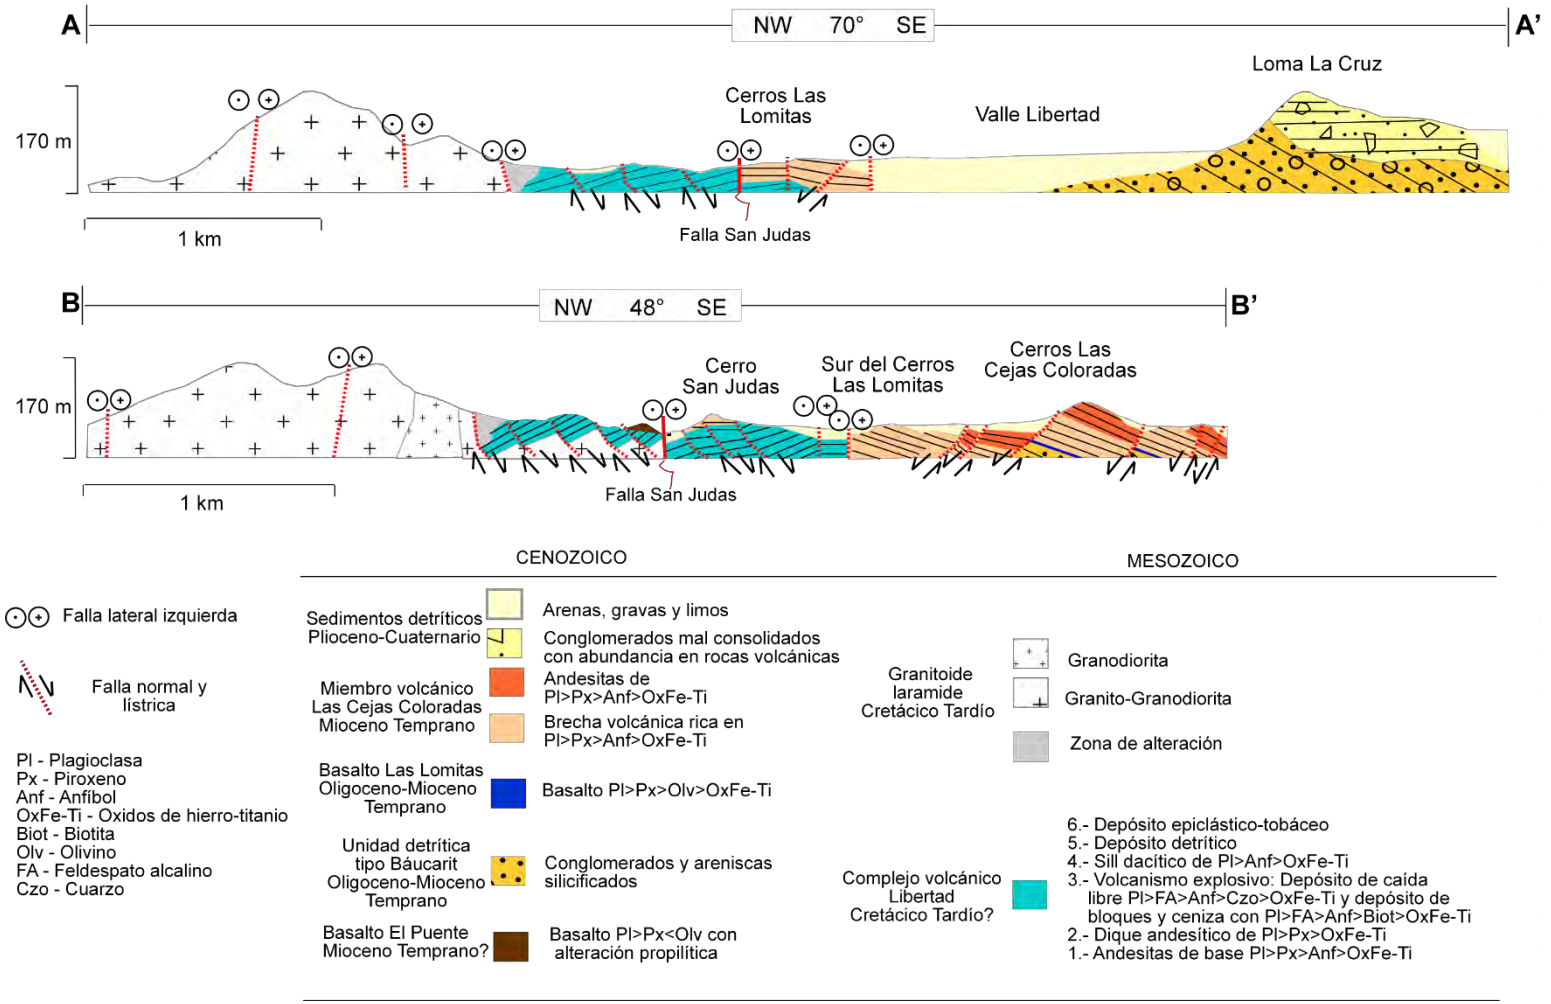 A
NW 70° SE
A'
Loma La Cruz
Cerros Las
Lomitas
Valle Libertad
170 m
1 km
Falla San Judas
B
NW 48° SE
B'
Cerro
San Judas
Sur del Cerros
Las Lomitas
Cerros Las
Cejas Coloradas
170 m
1 km
Falla San Judas
CENOZOICO
MESOZOICO
Falla lateral izquierda
Falla normal y
lístrica
Pl - Plagioclasa
Px - Piroxeno
Anf - Anfíbol
OxFe-Ti - Oxidos de hierro-titanio
Biot - Biotita
Olv - Olivino
FA - Feldespato alcalino
Czo - Cuarzo
Sedimentos detríticos
Plioceno-Cuaternario
Arenas, gravas y limos
Conglomerados mal consolidados
con abundancia en rocas volcánicas
Miembro volcánico
Las Cejas Coloradas
Mioceno Temprano
Andesitas de
Pl>Px>Anf>OxFe-Ti
Brecha volcánica rica en
Pl>Px>Anf>OxFe-Ti
Basalto Las Lomitas
Oligoceno-Mioceno
Temprano
Basalto Pl>Px>Olv>OxFe-Ti
Unidad detrítica
tipo Báucarit
Oligoceno-Mioceno
Temprano
Conglomerados y areniscas
silicificados
Basalto El Puente
Mioceno Temprano?
Basalto Pl>Px<Olv con
alteración propilítica
Granitoide
laramide
Cretácico Tardío
Granodiorita
Granito-Granodiorita
Zona de alteración
Complejo volcánico
Libertad
Cretácico Tardío?
6.- Depósito epiclástico-tobáceo
5.- Depósito detrítico
4.- Sill dacítico de Pl>Anf>OxFe-Ti
3.- Volcanismo explosivo: Depósito de caída
libre Pl>FA>Anf>Czo>OxFe-Ti y depósito de
bloques y ceniza con Pl>FA>Anf>Biot>OxFe-Ti
2.- Dique andesítico de Pl>Px>OxFe-Ti
1.- Andesitas de base Pl>Px>Anf>OxFe-Ti